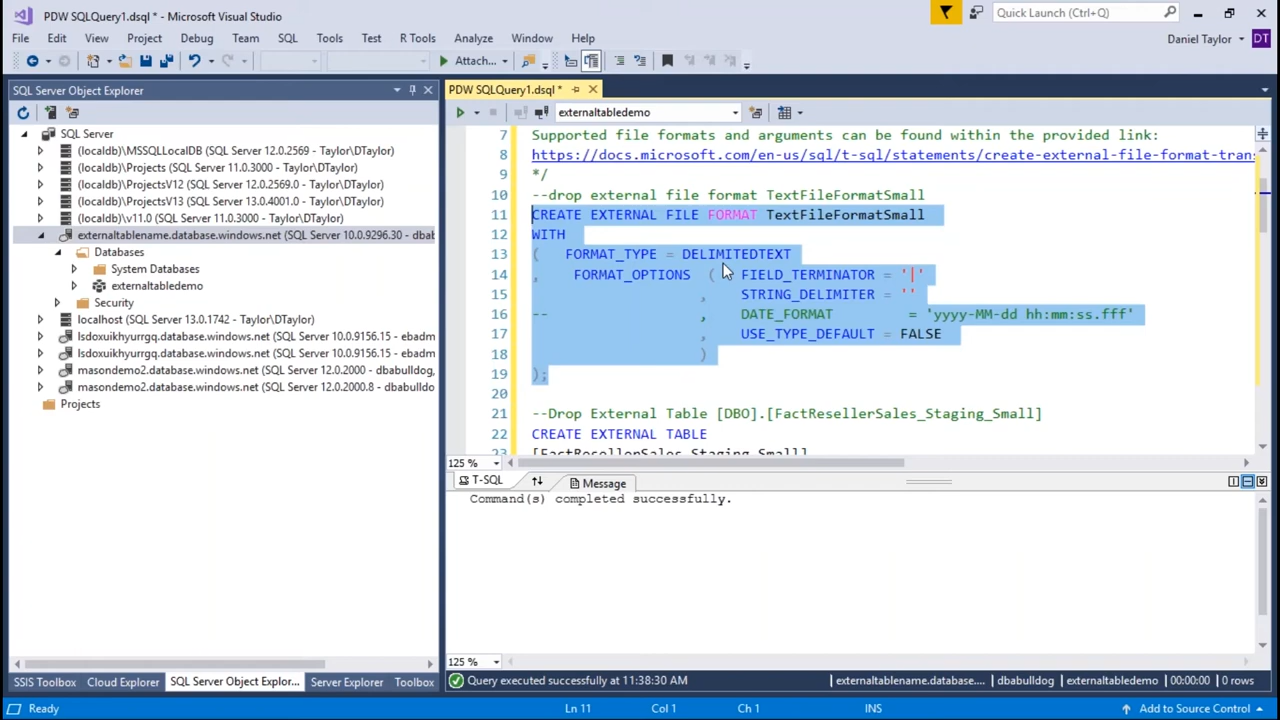 PDW SQLQuery1.dsql * - Microsoft Visual Studio
Quick Launch (Ctrl+Q)
File Edit View Project Debug Team SQL Tools Test R Tools Analyze Window Help
Daniel Taylor DT
Attach...
SQL Server Object Explorer
PDW SQLQuery1.dsql *
externaltabledemo
SQL Server
(localdb)\MSSQLLocalDB (SQL Server 12.0.2569 - Taylor\DTaylor)
(localdb)\Projects (SQL Server 11.0.3000 - Taylor\DTaylor)
(localdb)\ProjectsV12 (SQL Server 12.0.2569.0 - Taylor\DTaylor)
(localdb)\ProjectsV13 (SQL Server 13.0.4001.0 - Taylor\DTaylor)
(localdb)\v11.0 (SQL Server 11.0.3000 - Taylor\DTaylor)
externaltablename.database.windows.net (SQL Server 10.0.9296.30 - dbab
Databases
System Databases
externaltabledemo
Security
localhost (SQL Server 13.0.1742 - Taylor\DTaylor)
lsdoxuikhyurrgq.database.windows.net (SQL Server 10.0.9156.15 - ebadm
lsdoxuikhyurrgq.database.windows.net (SQL Server 10.0.9156.15 - ebadm
masondemo2.database.windows.net (SQL Server 12.0.2000 - dbabulldog,
masondemo2.database.windows.net (SQL Server 12.0.2000.8 - dbabulldo
Projects
7 Supported file formats and arguments can be found within the provided link:
8 https://docs.microsoft.com/en-us/sql/t-sql/statements/create-external-file-format-trans
9 */
10 --drop external file format TextFileFormatSmall
11 CREATE EXTERNAL FILE FORMAT TextFileFormatSmall
12 WITH
13 ( FORMAT_TYPE = DELIMITEDTEXT
14 , FORMAT_OPTIONS ( FIELD_TERMINATOR = '|'
15 , STRING_DELIMITER = ''
16 -- , DATE_FORMAT = 'yyyy-MM-dd hh:mm:ss.fff'
17 , USE_TYPE_DEFAULT = FALSE
18 )
19 );
20
21 --Drop External Table [DBO].[FactResellerSales_Staging_Small]
22 CREATE EXTERNAL TABLE
23 [FactResellerSales_Staging_Small]
125 %
T-SQL Message
Command(s) completed successfully.
125 %
SSIS Toolbox Cloud Explorer SQL Server Object Explor... Server Explorer Toolbox
Query executed successfully at 11:38:30 AM externaltablename.database... dbabulldog externaltabledemo 00:00:00 0 rows
Ready Ln 11 Col 1 Ch 1 INS Add to Source Control